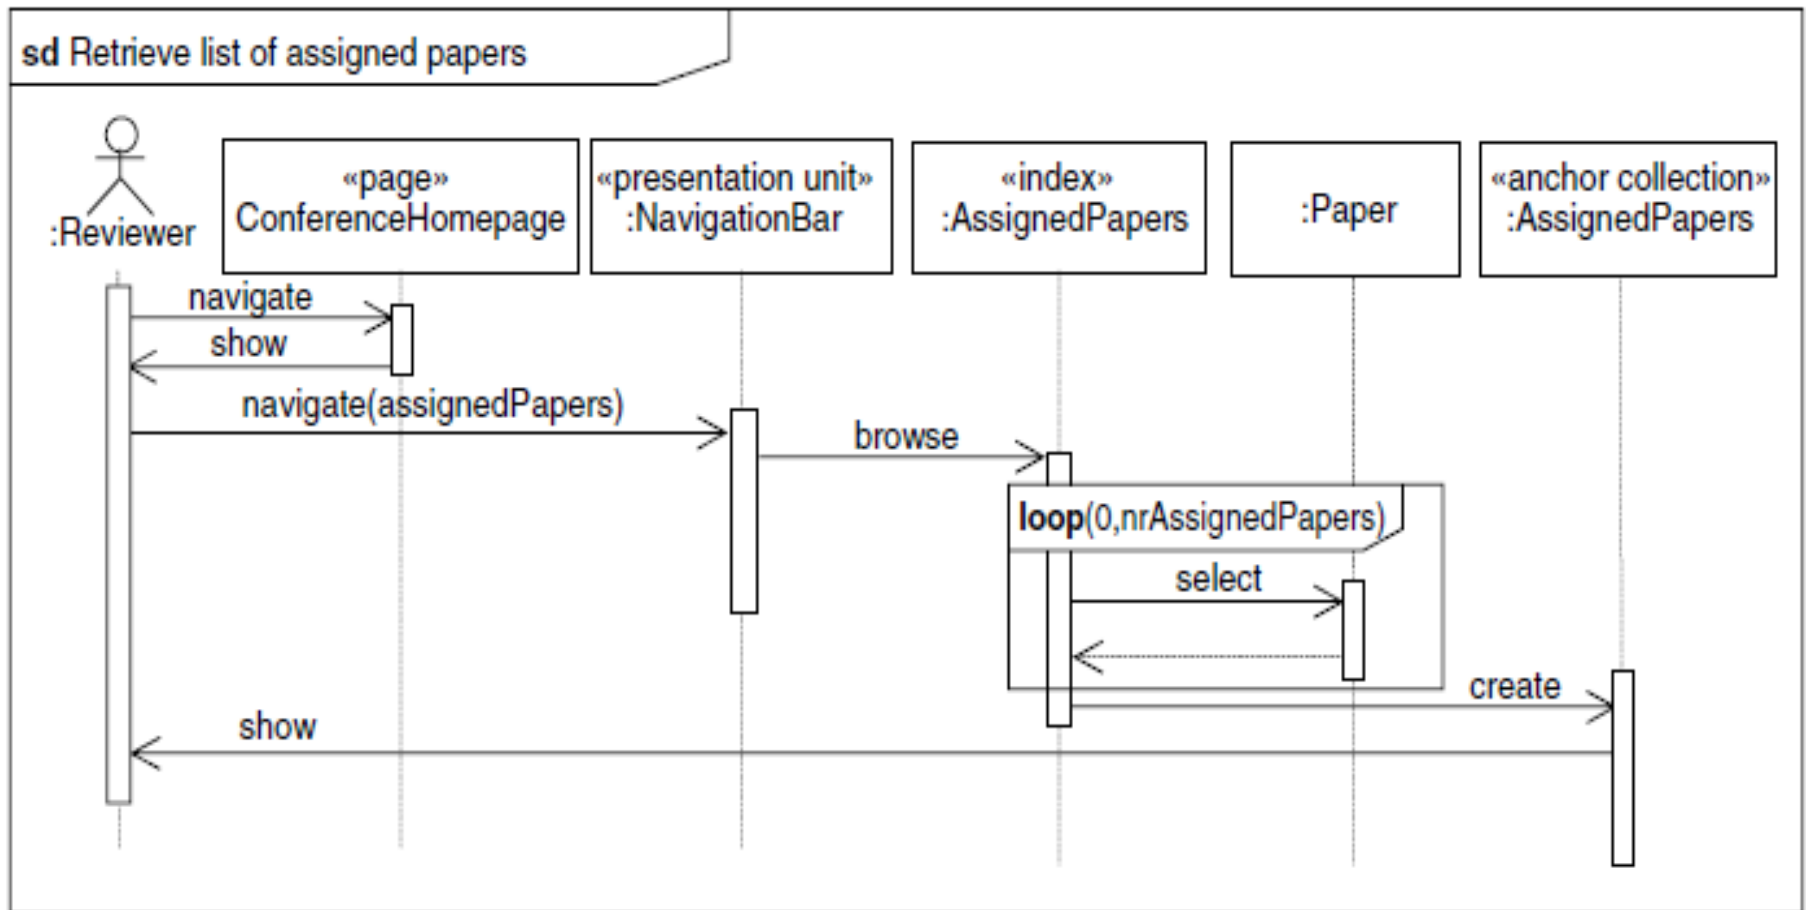 sd Retrieve list of assigned papers
:Reviewer
«page»
ConferenceHomepage
«presentation unit»
:NavigationBar
«index»
:AssignedPapers
:Paper
«anchor collection»
:AssignedPapers
navigate
show
navigate(assignedPapers)
browse
loop(0,nrAssignedPapers)
select
create
show